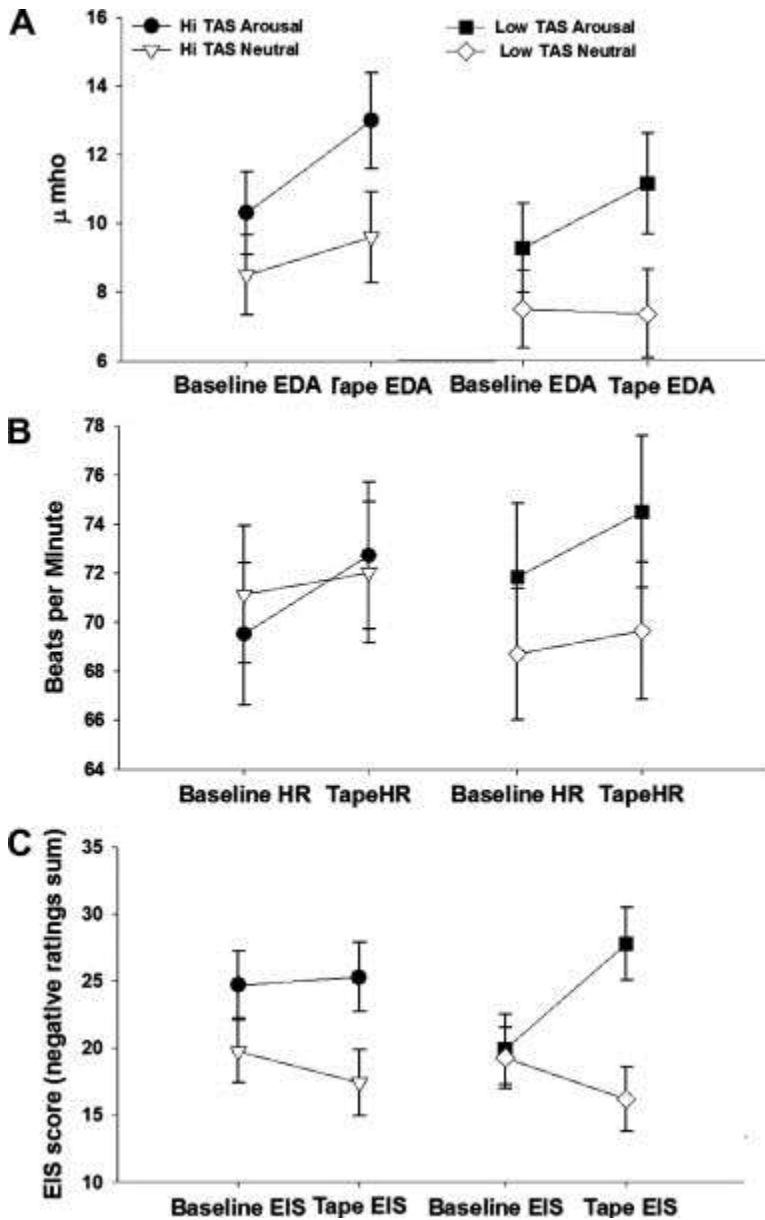 A
16
14
12
10
8
6
μ mho
Hi TAS Arousal
Hi TAS Neutral
Low TAS Arousal
Low TAS Neutral
Baseline EDA Tape EDA Baseline EDA Tape EDA
B
78
76
74
72
70
68
66
64
Beats per Minute
Baseline HR TapeHR Baseline HR TapeHR
C
35
30
25
20
15
10
EIS score (negative ratings sum)
Baseline EIS Tape EIS Baseline EIS Tape EIS